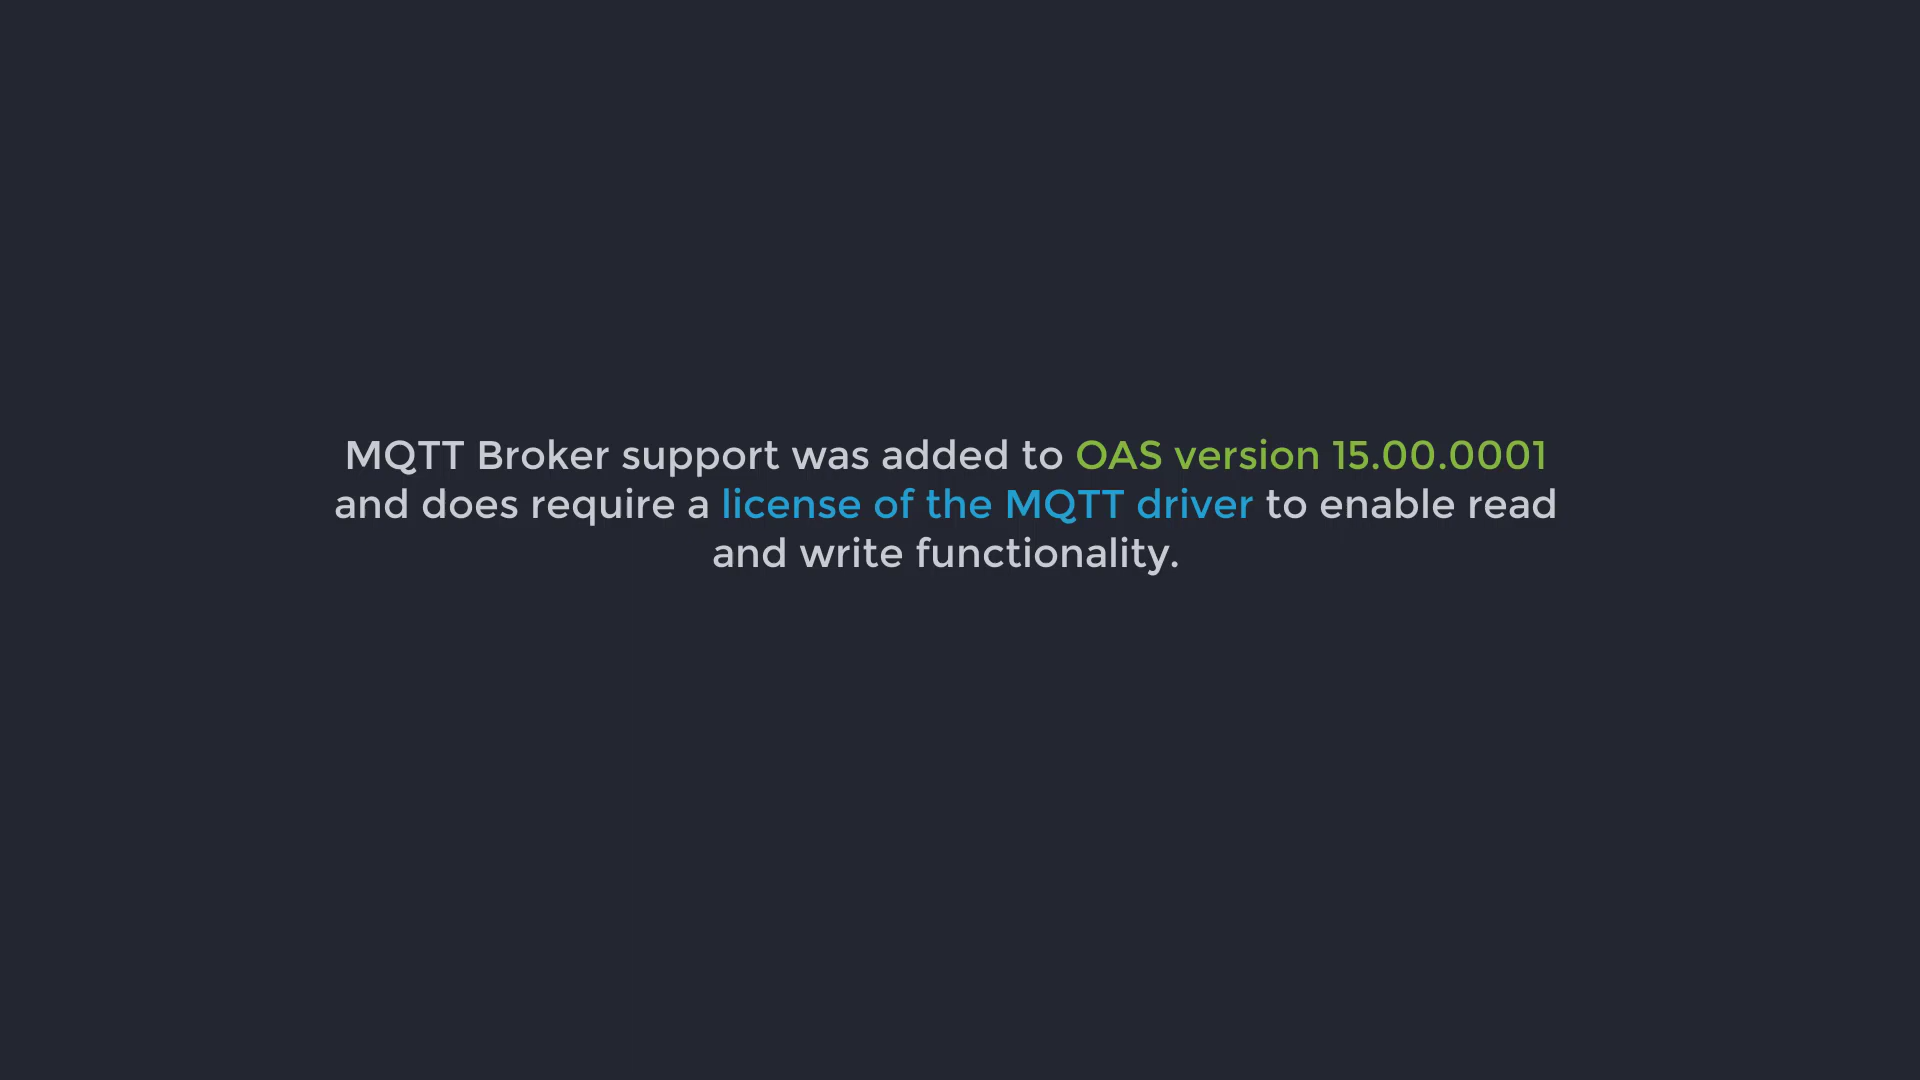 MQTT Broker support was added to OAS version 15.00.0001
and does require a license of the MQTT driver to enable read
and write functionality.